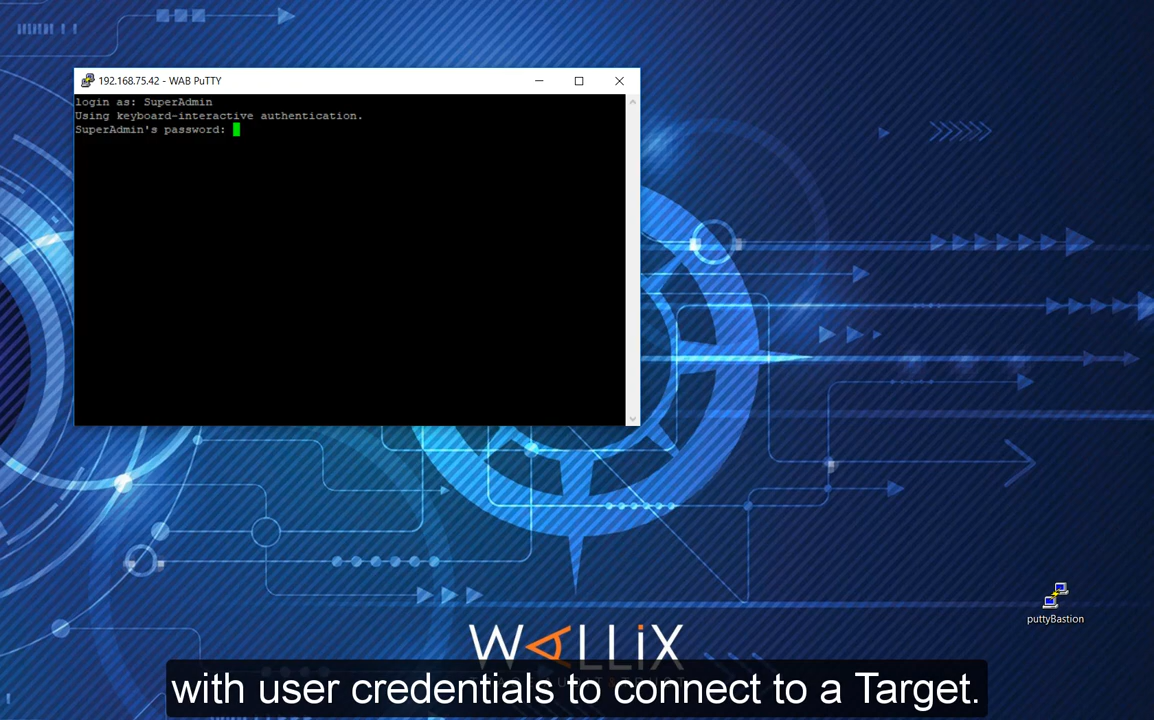 192.168.75.42 - WAB PuTTY
login as: SuperAdmin
Using keyboard-interactive authentication.
SuperAdmin's password:
puttyBastion
WALLIX
with user credentials to connect to a Target.